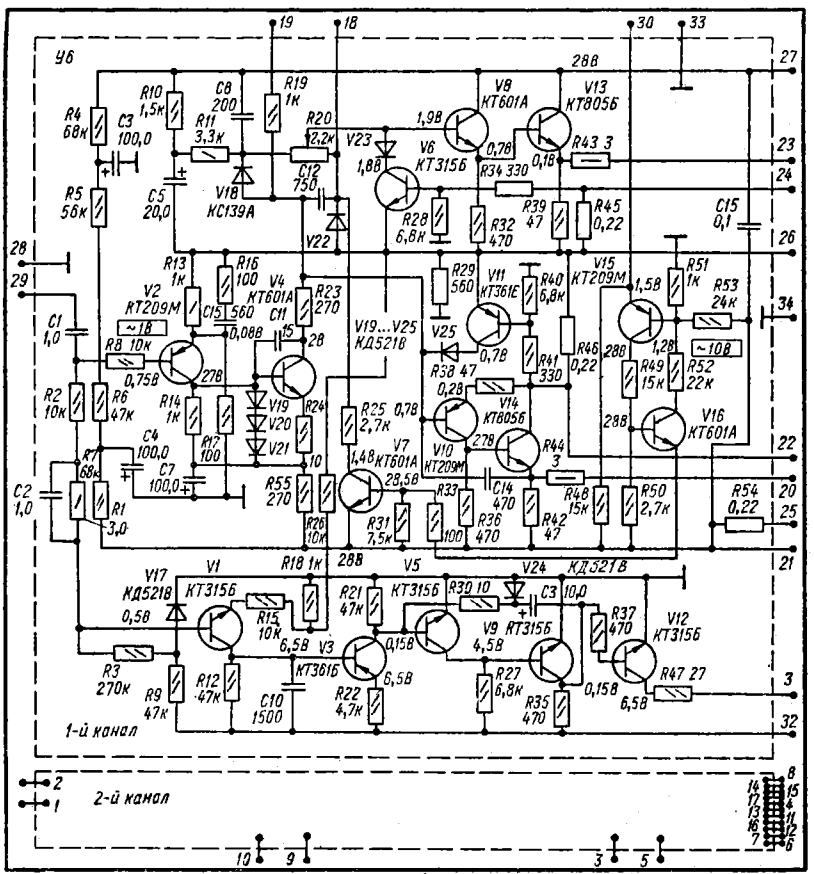 19
18
30
33
У6
28В
27
R10
1,5к
C8
200
R19
1к
V8
КТ601А
V13
КТ805Б
R4
68к
C3
100,0
R11
3,3к
R20
2,2к
V23
1,9В
V6
КТ315Б
0,7В
0,1В
R43 3
23
R5
56к
C5
20,0
V18
КС139А
C12
750
1,8В
R34 330
24
R28
6,8к
R32
470
R39
47
R45
0,22
C15
0,1
V22
26
28
29
R13
1к
R16
100
V4
КТ601А
R23
270
R29
560
V11
КТ361Е
R40
6,8к
V15
КТ209М
1,5В
R51
1к
R53
24к
34
V2
КТ209М
~1В
C15
560
0,08В
C11
15
2В
V19...V25
КД521В
V25
0,7В
R38 47
R41
330
R46
0,22
1,2В
~10В
C1
1,0
R8 10к
0,75В
27В
28В
R49
15к
R52
22к
R2
10к
R6
47к
R14
1к
V19
V20
V21
R24
10
R25
2,7к
0,7В
0,2В
V14
КТ805Б
28В
V16
КТ601А
R17
100
1,4В
V7
КТ601А
V10
КТ209М
27В
R44
3
22
R7
68к
C4
100,0
C7
100,0
28,5В
C14
470
20
C2
1,0
R1
3,0
R55
270
R26
10к
R31
7,5к
R33
100
R36
470
R42
47
R48
15к
R50
2,7к
R54
0,22
25
28В
21
V17
КД521В
V1
КТ315Б
R18 1к
R21
47к
V5
КТ315Б
R30 10
V24
КД521В
C3 10,0
0,5В
R15
10к
V3
КТ361Б
6,5В
0,15В
V9
4,5В
КТ315Б
R37
470
V12
КТ315Б
R3
270к
R9
47к
R12
47к
C10
1500
R22
4,7к
6,5В
R27
6,8к
R35
470
0,15В
6,5В
R47 27
3
32
1-й канал
2
1
2-й канал
10
9
3
5
14
17
13
16
7
8
15
4
11
12
6